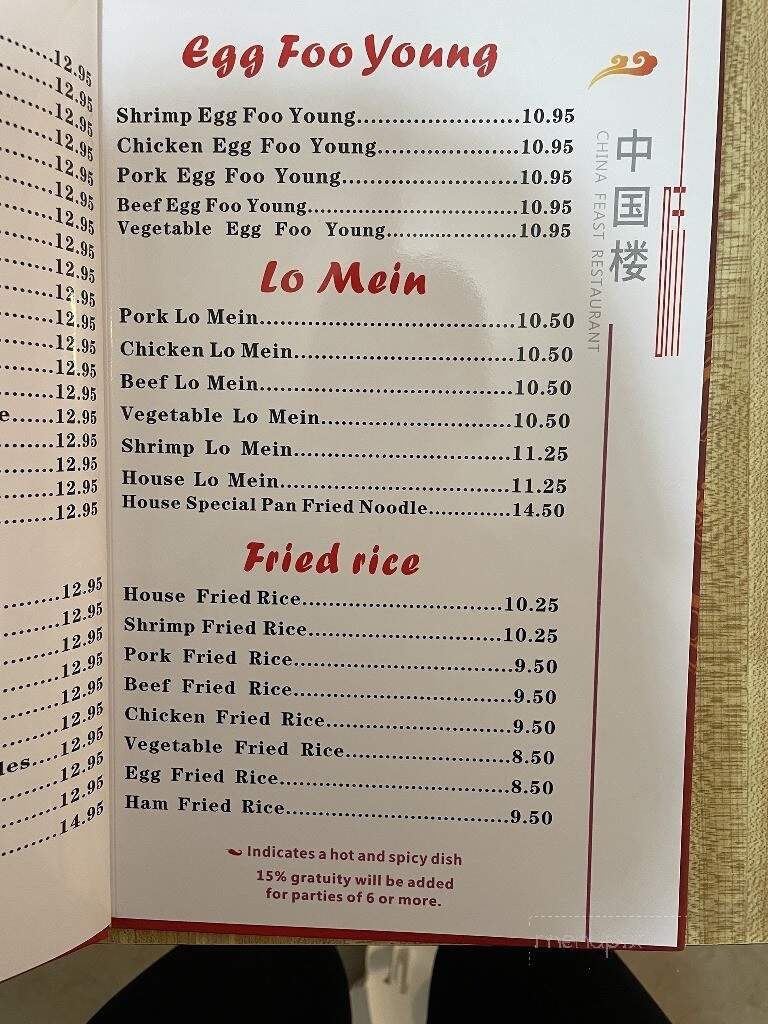 12.95
12.95
12.95
12.95
12.95
12.95
12.95
12.95
12.95
12.95
12.95
12.95
12.95
e......12.95
12.95
12.95
12.95
12.95
12.95
12.95
12.95
12.95
12.95
12.95
les....12.95
12.95
12.95
14.95
Egg Foo Young
Shrimp Egg Foo Young........................10.95
Chicken Egg Foo Young.....................10.95
Pork Egg Foo Young..........................10.95
Beef Egg Foo Young...............................10.95
Vegetable Egg Foo Young...................10.95
Lo Mein
Pork Lo Mein.....................................10.50
Chicken Lo Mein................................10.50
Beef Lo Mein.....................................10.50
Vegetable Lo Mein............................10.50
Shrimp Lo Mein................................11.25
House Lo Mein..................................11.25
House Special Pan Fried Noodle............14.50
Fried rice
House Fried Rice.............................10.25
Shrimp Fried Rice............................10.25
Pork Fried Rice................................9.50
Beef Fried Rice................................9.50
Chicken Fried Rice...........................9.50
Vegetable Fried Rice........................8.50
Egg Fried Rice..................................8.50
Ham Fried Rice.................................9.50
Indicates a hot and spicy dish
15% gratuity will be added
for parties of 6 or more.
中国楼
CHINA FEAST RESTAURANT
menupix